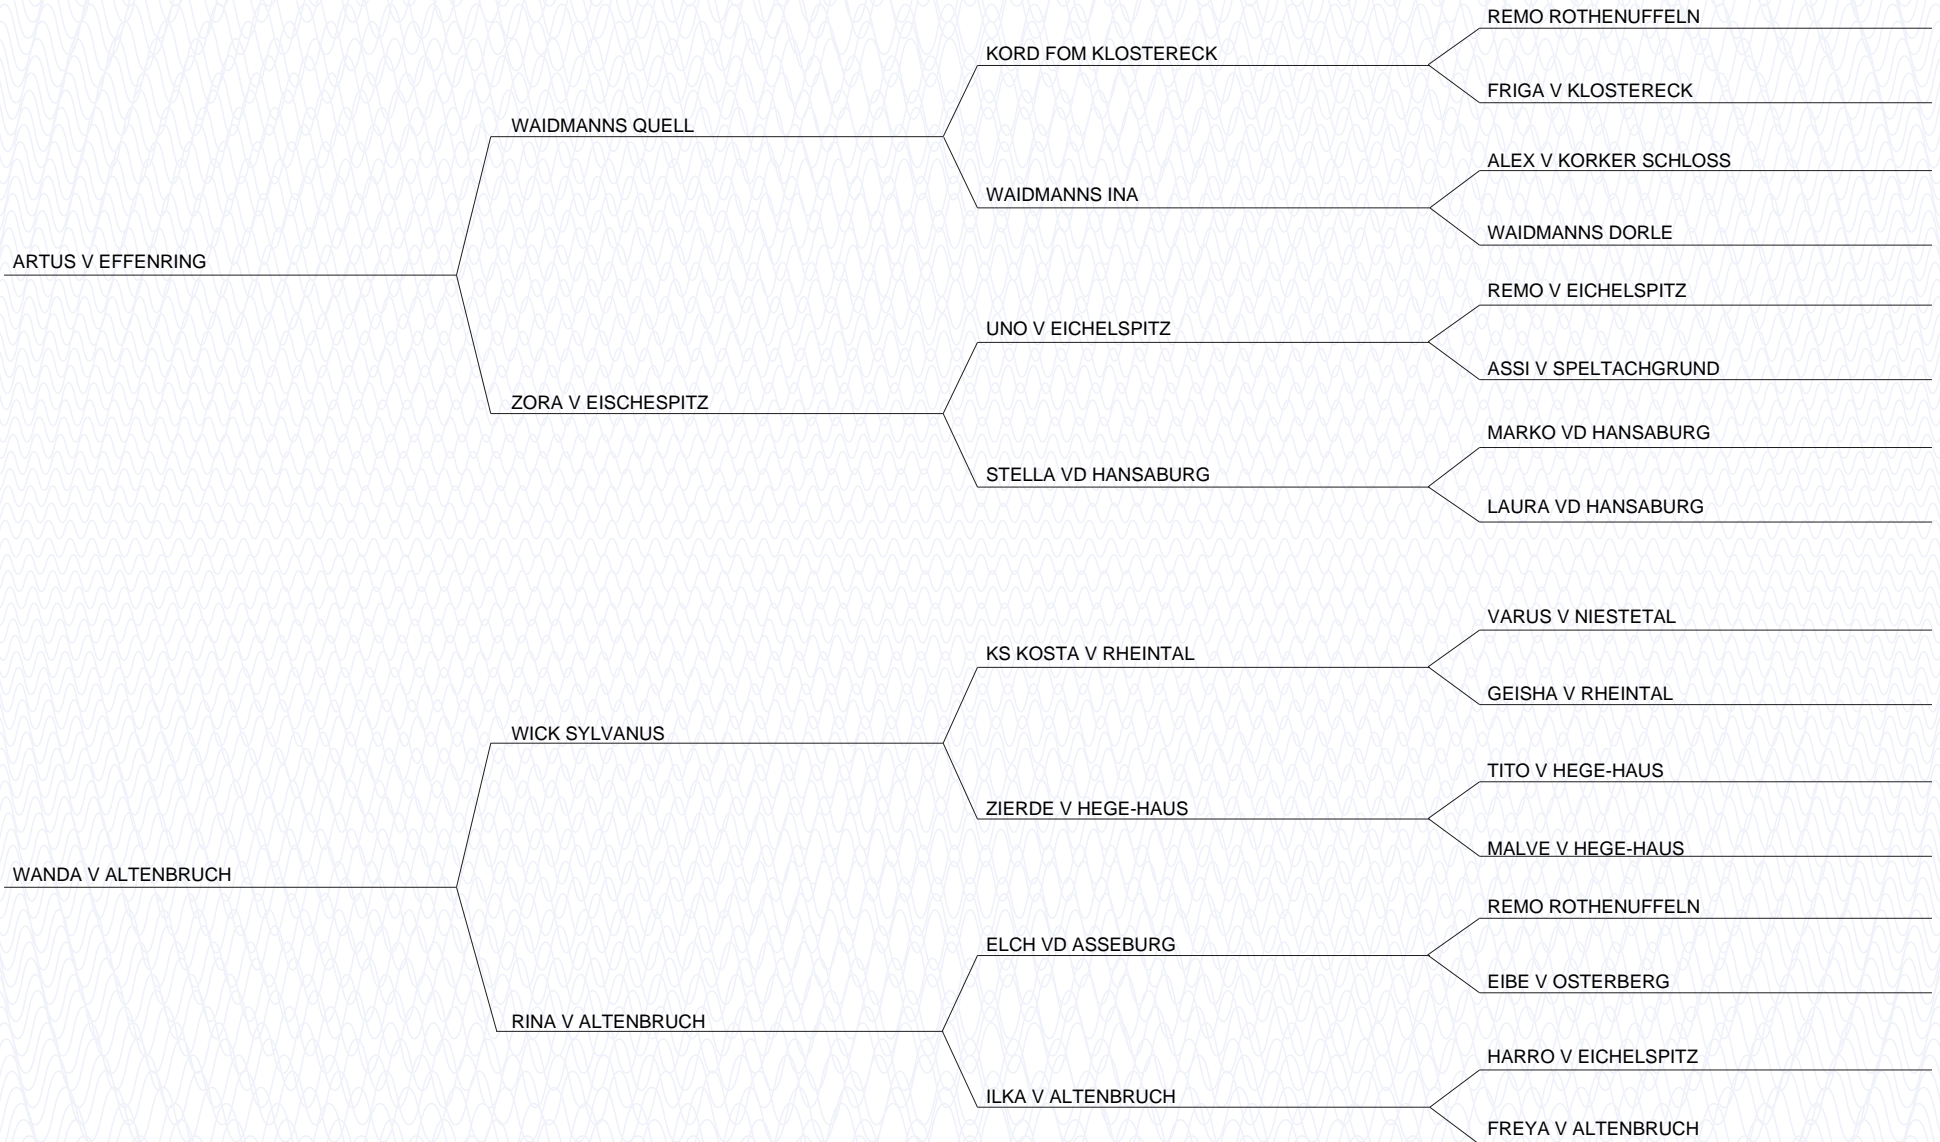 REMO ROTHENUFFELN
KORD FOM KLOSTERECK
FRIGA V KLOSTERECK
WAIDMANNS QUELL
ALEX V KORKER SCHLOSS
WAIDMANNS INA
WAIDMANNS DORLE
ARTUS V EFFENRING
REMO V EICHELSPITZ
UNO V EICHELSPITZ
ASSI V SPELTACHGRUND
ZORA V EISCHESPITZ
MARKO VD HANSABURG
STELLA VD HANSABURG
LAURA VD HANSABURG
VARUS V NIESTETAL
KS KOSTA V RHEINTAL
GEISHA V RHEINTAL
WICK SYLVANUS
TITO V HEGE-HAUS
ZIERDE V HEGE-HAUS
MALVE V HEGE-HAUS
WANDA V ALTENBRUCH
REMO ROTHENUFFELN
ELCH VD ASSEBURG
EIBE V OSTERBERG
RINA V ALTENBRUCH
HARRO V EICHELSPITZ
ILKA V ALTENBRUCH
FREYA V ALTENBRUCH